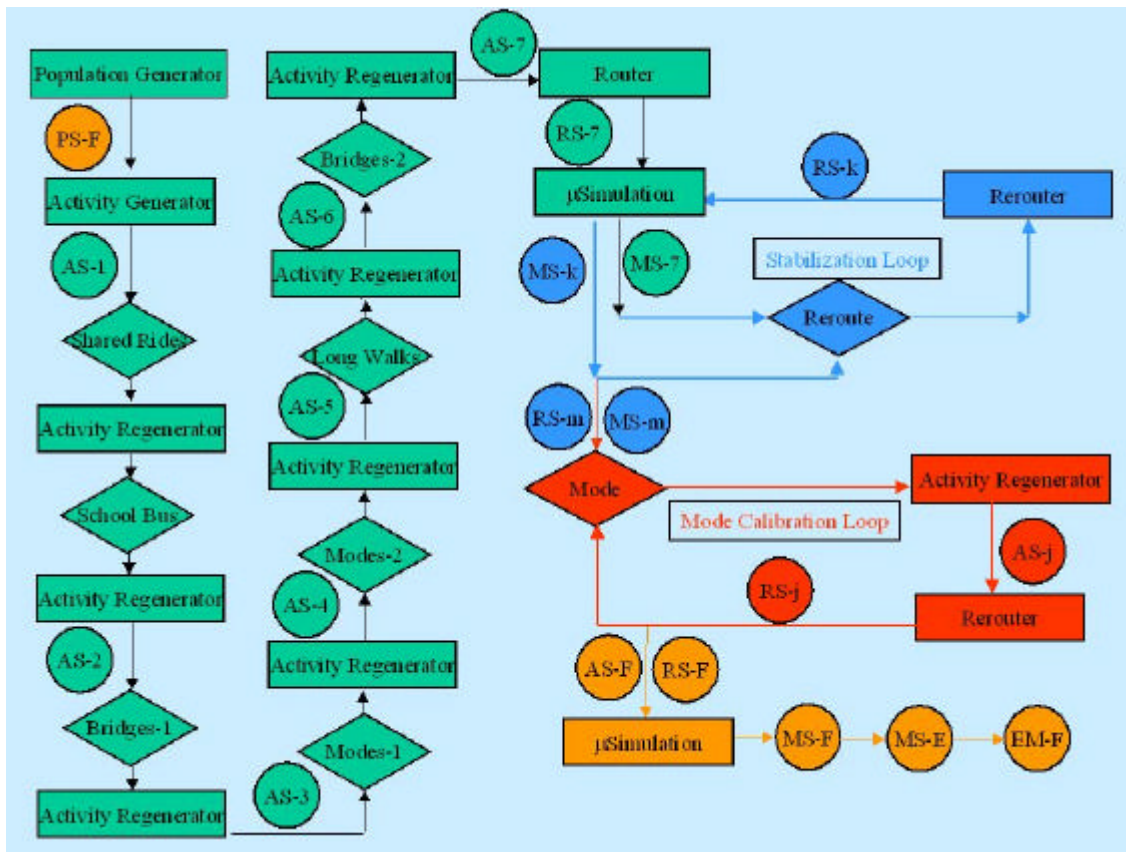 Population Generator
PS-F
Activity Generator
AS-1
Shared Rides
Activity Regenerator
School Bus
Activity Regenerator
AS-2
Bridges-1
Activity Regenerator
AS-3
Modes-1
Activity Regenerator
AS-4
Modes-2
Activity Regenerator
AS-5
Long Walks
Activity Regenerator
AS-6
Bridges-2
Activity Regenerator
AS-7
Router
RS-7
µSimulation
MS-k
MS-7
RS-k
Rerouter
Stabilization Loop
Reroute
RS-m
MS-m
Mode
Mode Calibration Loop
Activity Regenerator
AS-j
RS-j
Rerouter
AS-F
RS-F
µSimulation
MS-F
MS-E
EM-F